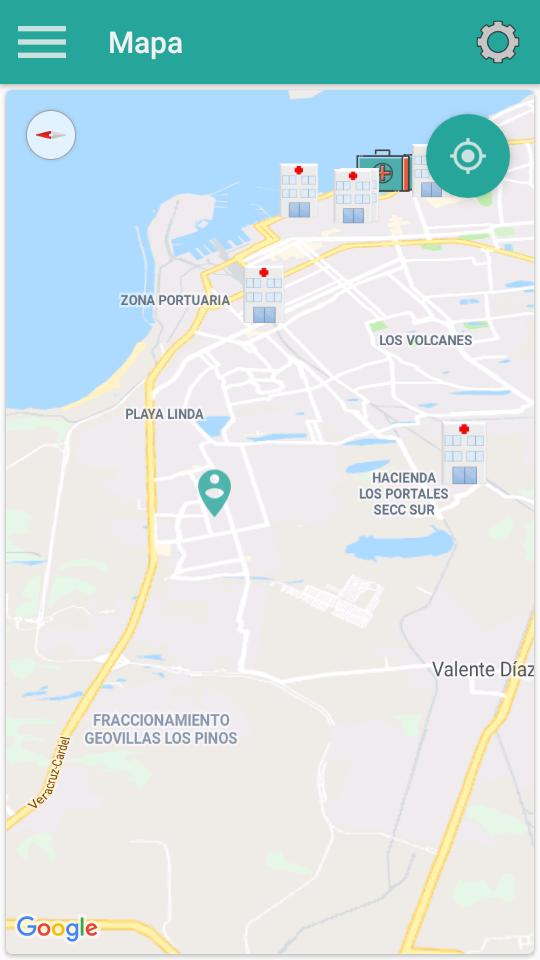 Mapa
ZONA PORTUARIA
LOS VOLCANES
PLAYA LINDA
HACIENDA
LOS PORTALES
SECC SUR
Valente Díaz
FRACCIONAMIENTO
GEOVILLAS LOS PINOS
Veracruz-Cardel
Google